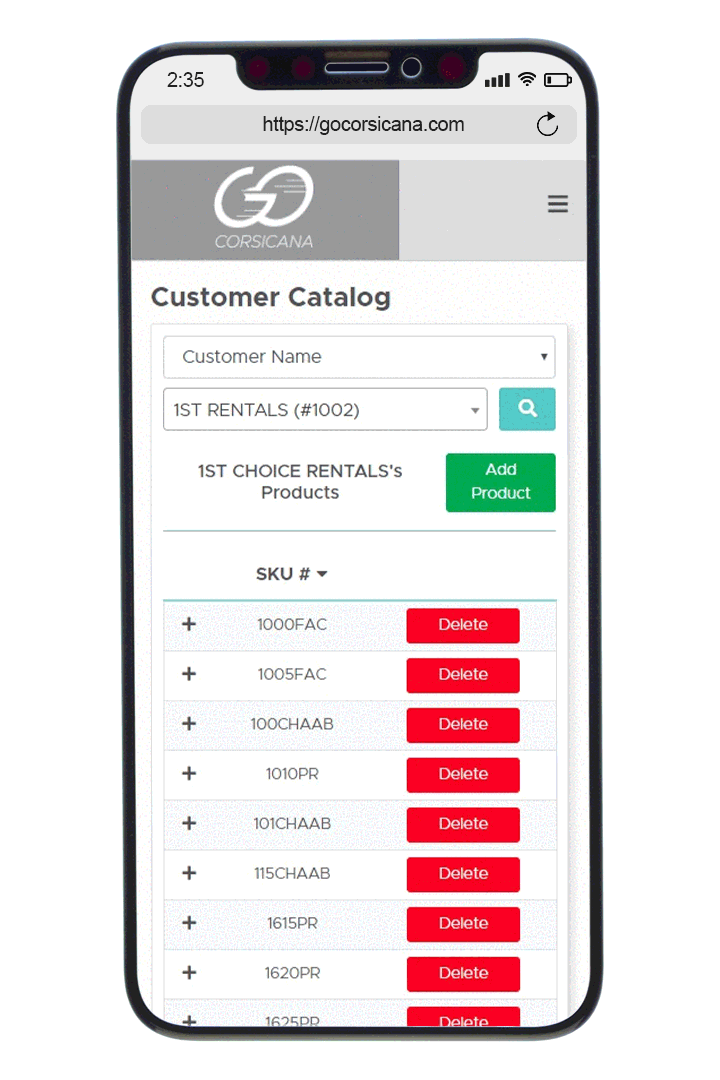 2:35
https://gocorsicana.com
GO
CORSICANA
Customer Catalog
Customer Name
1ST RENTALS (#1002)
1ST CHOICE RENTALS's
Products
Add
Product
SKU #
1000FAC Delete
1005FAC Delete
100CHAAB Delete
1010PR Delete
101CHAAB Delete
115CHAAB Delete
1615PR Delete
1620PR Delete
1625PR Delete